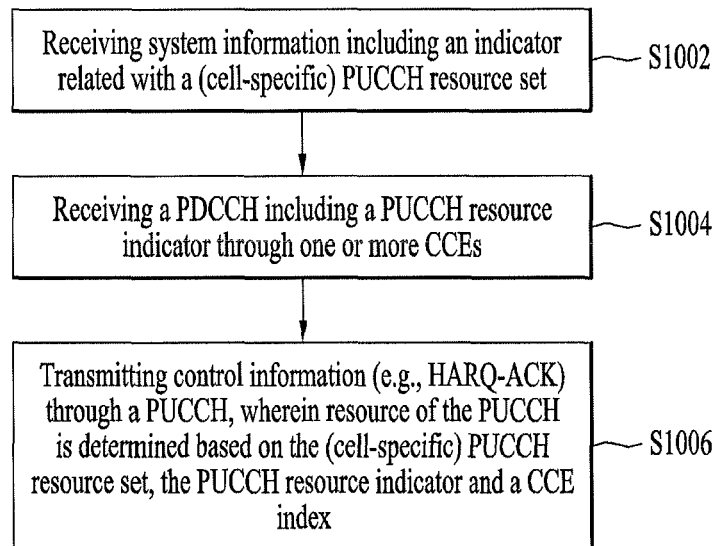 Receiving system information including an indicator
related with a (cell-specific) PUCCH resource set
S1002
Receiving a PDCCH including a PUCCH resource
indicator through one or more CCEs
S1004
Transmitting control information (e.g., HARQ-ACK)
through a PUCCH, wherein resource of the PUCCH
is determined based on the (cell-specific) PUCCH
resource set, the PUCCH resource indicator and a CCE
index
S1006